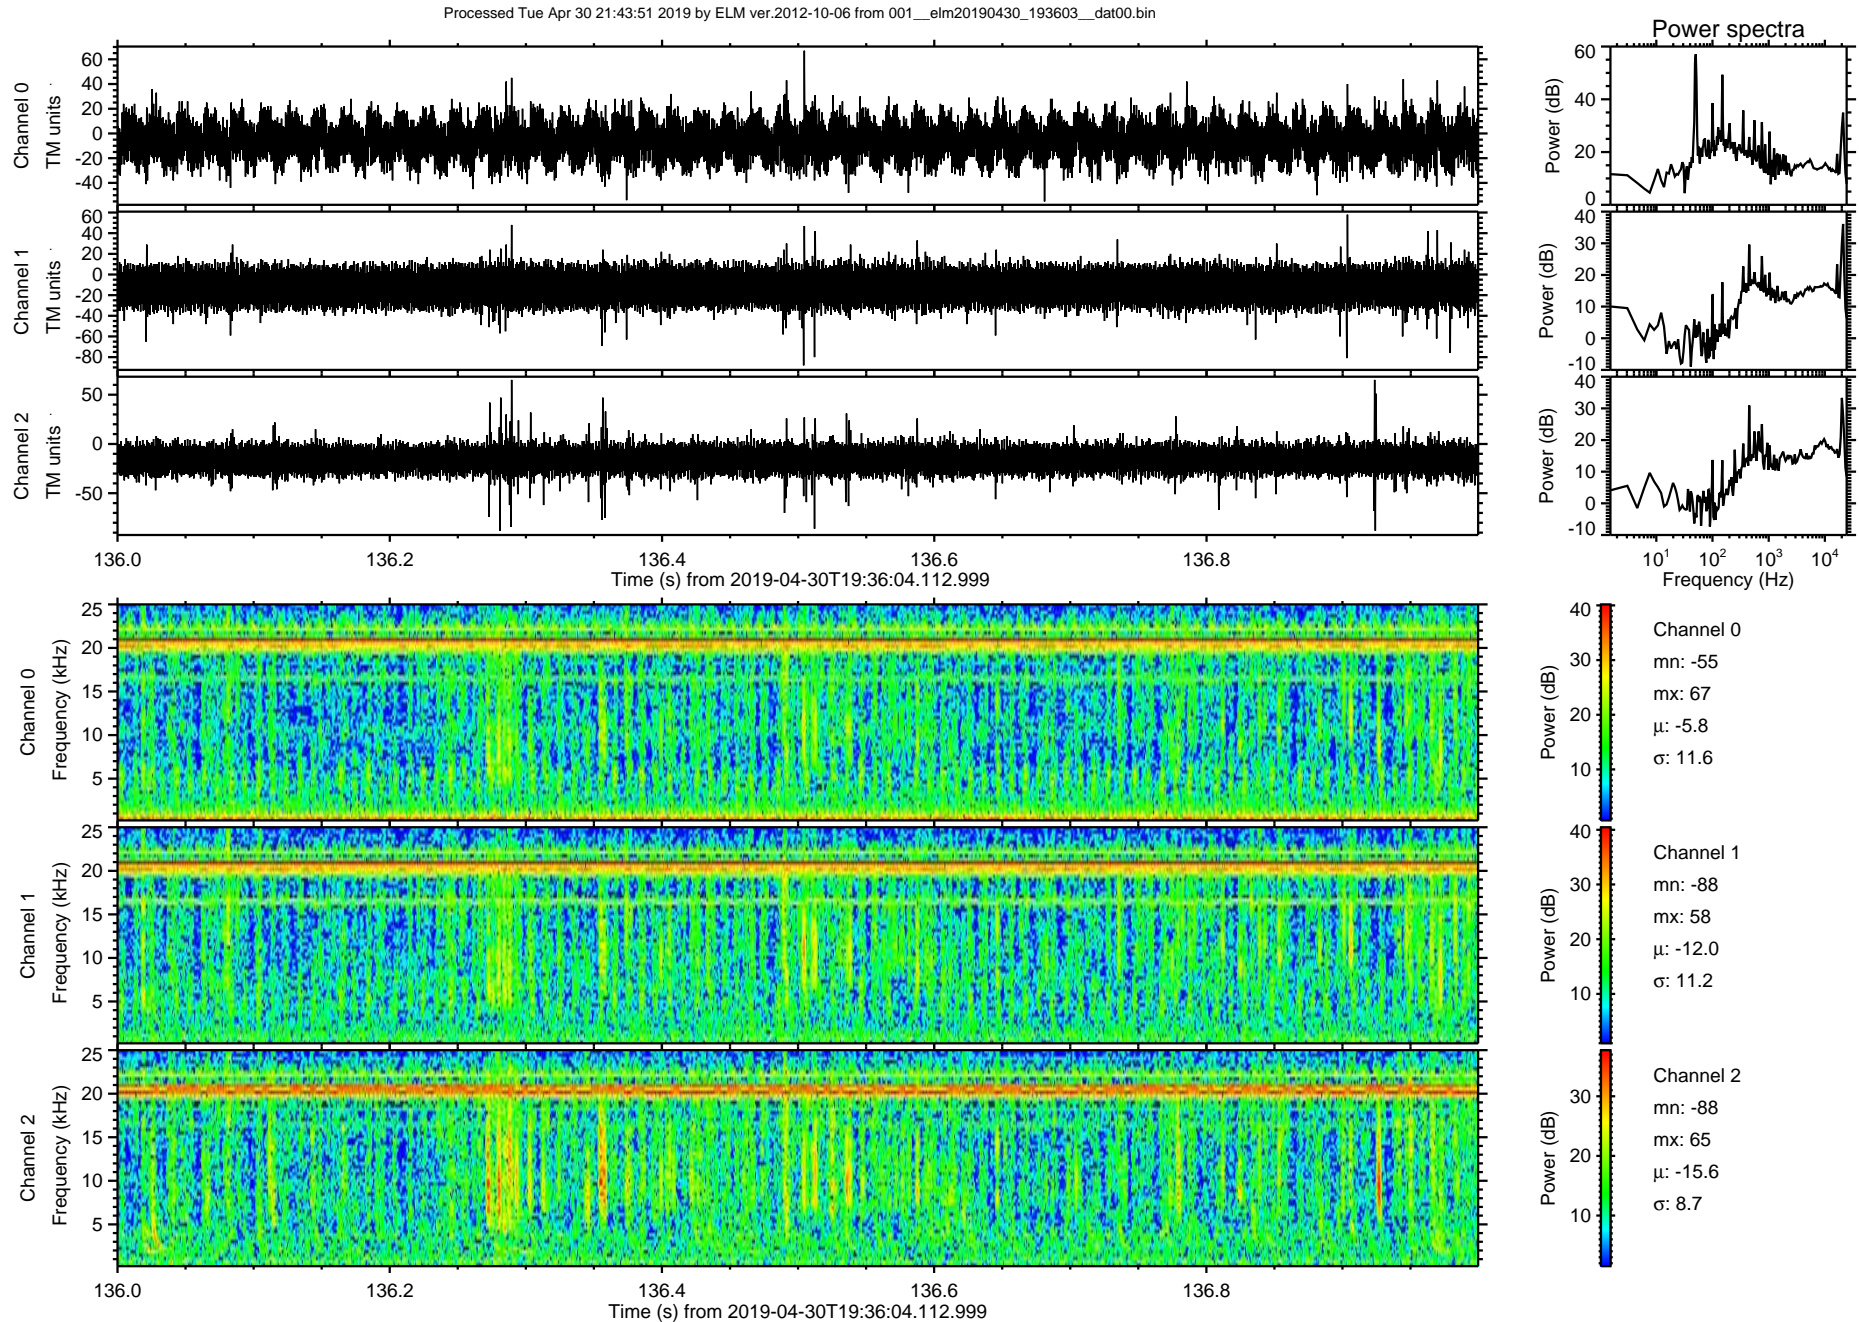 Processed Tue Apr 30 21:43:51 2019 by ELM ver.2012-10-06 from 001__elm20190430_193603__dat00.bin
Power spectra
Channel 0
TM units
60
40
20
0
-20
-40
Power (dB)
60
40
20
0
Channel 1
TM units
60
40
20
0
-20
-40
-60
-80
Power (dB)
40
30
20
10
0
-10
Channel 2
TM units
50
0
-50
Power (dB)
40
30
20
10
0
-10
136.0 136.2 136.4 136.6 136.8
Time (s) from 2019-04-30T19:36:04.112.999
10¹ 10² 10³ 10⁴
Frequency (Hz)
Channel 0
Frequency (kHz)
25
20
15
10
5
Power (dB)
40
30
20
10
Channel 0
mn: -55
mx: 67
μ: -5.8
σ: 11.6
Channel 1
Frequency (kHz)
25
20
15
10
5
Power (dB)
40
30
20
10
Channel 1
mn: -88
mx: 58
μ: -12.0
σ: 11.2
Channel 2
Frequency (kHz)
25
20
15
10
5
Power (dB)
30
20
10
Channel 2
mn: -88
mx: 65
μ: -15.6
σ: 8.7
136.0 136.2 136.4 136.6 136.8
Time (s) from 2019-04-30T19:36:04.112.999